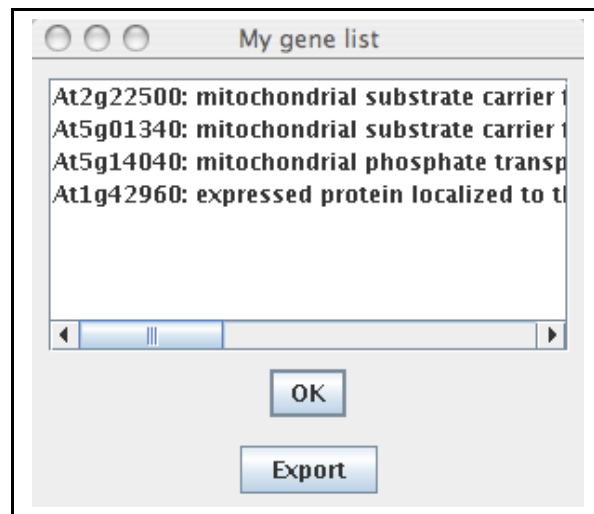 My gene list
At2g22500: mitochondrial substrate carrier
At5g01340: mitochondrial substrate carrier
At5g14040: mitochondrial phosphate transp
At1g42960: expressed protein localized to
OK
Export